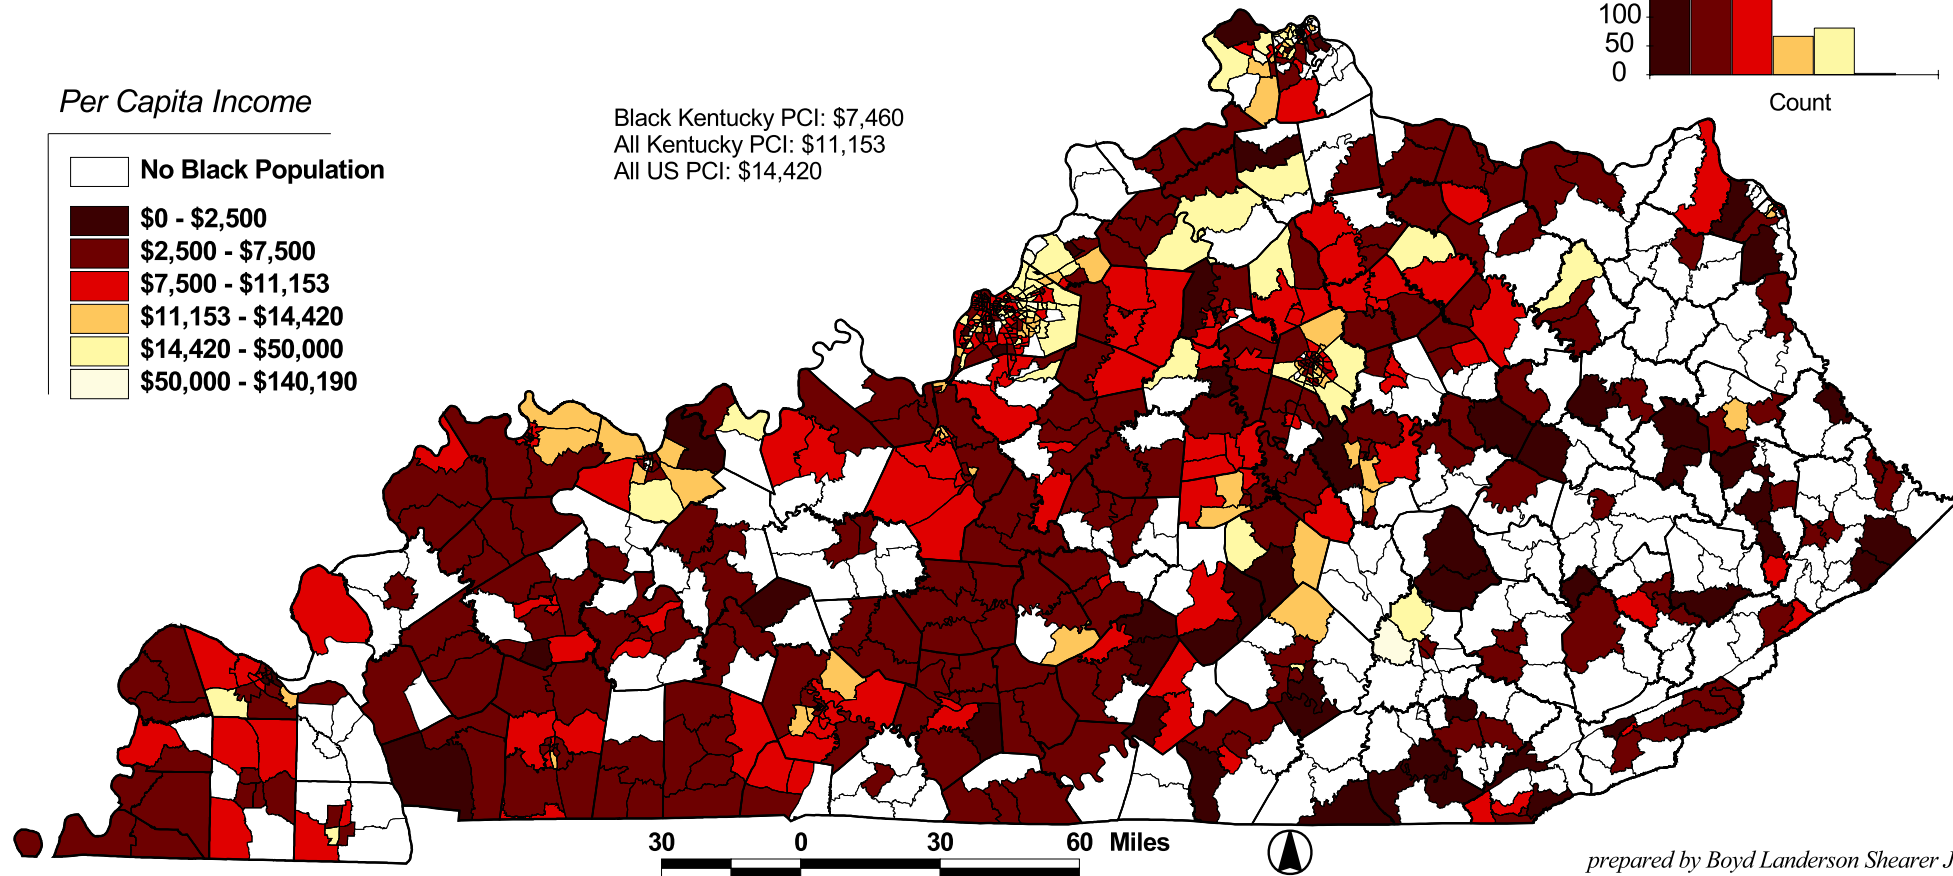 100
50
0
Count
Per Capita Income
Black Kentucky PCI: $7,460
All Kentucky PCI: $11,153
All US PCI: $14,420
No Black Population
$0 - $2,500
$2,500 - $7,500
$7,500 - $11,153
$11,153 - $14,420
$14,420 - $50,000
$50,000 - $140,190
30 0 30 60 Miles
prepared by Boyd Landerson Shearer J